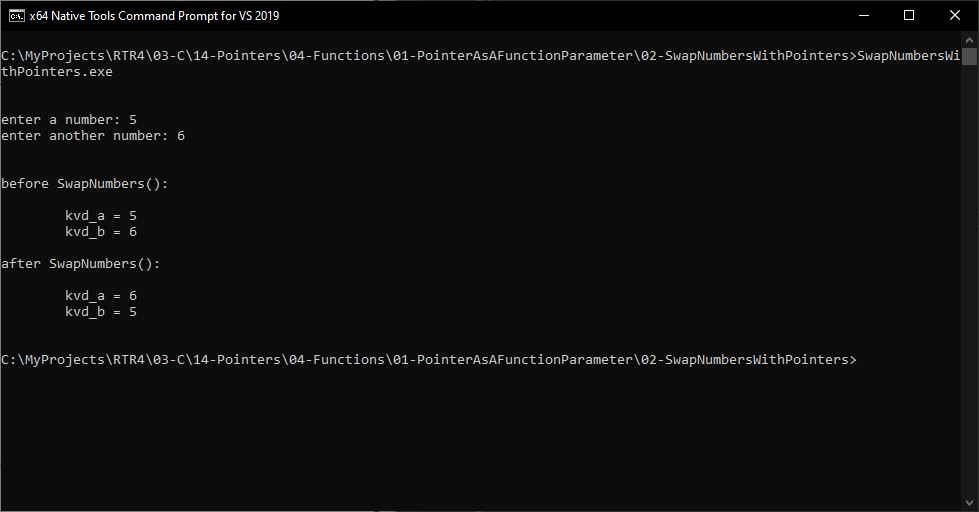 x64 Native Tools Command Prompt for VS 2019
C:\MyProjects\RTR4\03-C\14-Pointers\04-Functions\01-PointerAsAFunctionParameter\02-SwapNumbersWithPointers>SwapNumbersWi
thPointers.exe
enter a number: 5
enter another number: 6
before SwapNumbers():
kvd_a = 5
kvd_b = 6
after SwapNumbers():
kvd_a = 6
kvd_b = 5
C:\MyProjects\RTR4\03-C\14-Pointers\04-Functions\01-PointerAsAFunctionParameter\02-SwapNumbersWithPointers>